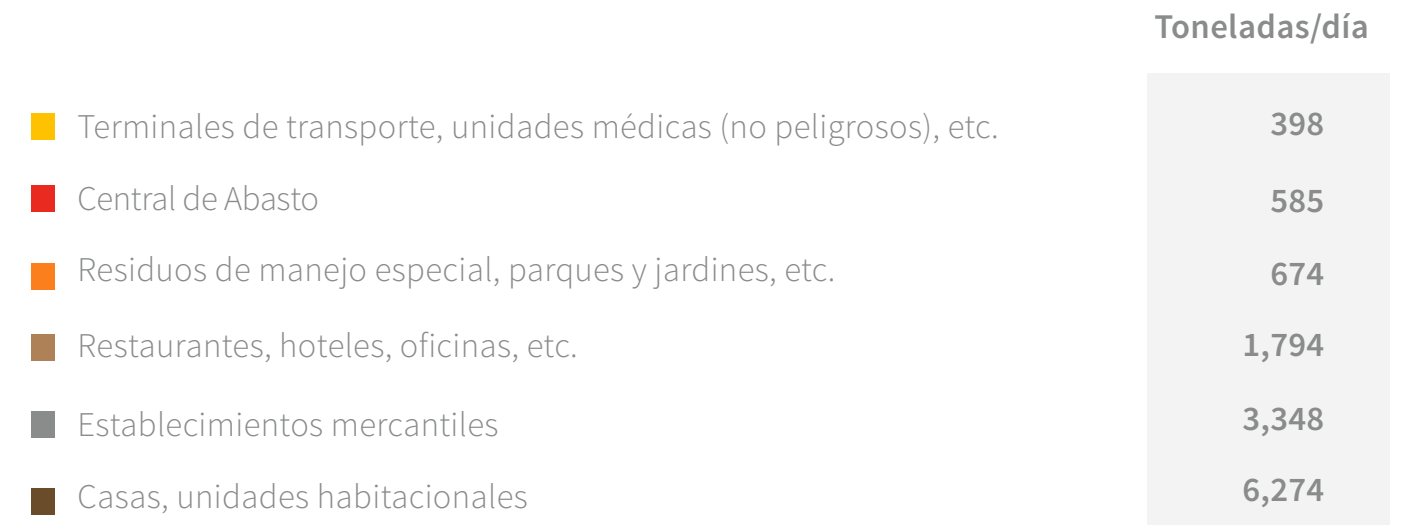 Toneladas/día
Terminales de transporte, unidades médicas (no peligrosos), etc. 398
Central de Abasto 585
Residuos de manejo especial, parques y jardines, etc. 674
Restaurantes, hoteles, oficinas, etc. 1,794
Establecimientos mercantiles 3,348
Casas, unidades habitacionales 6,274